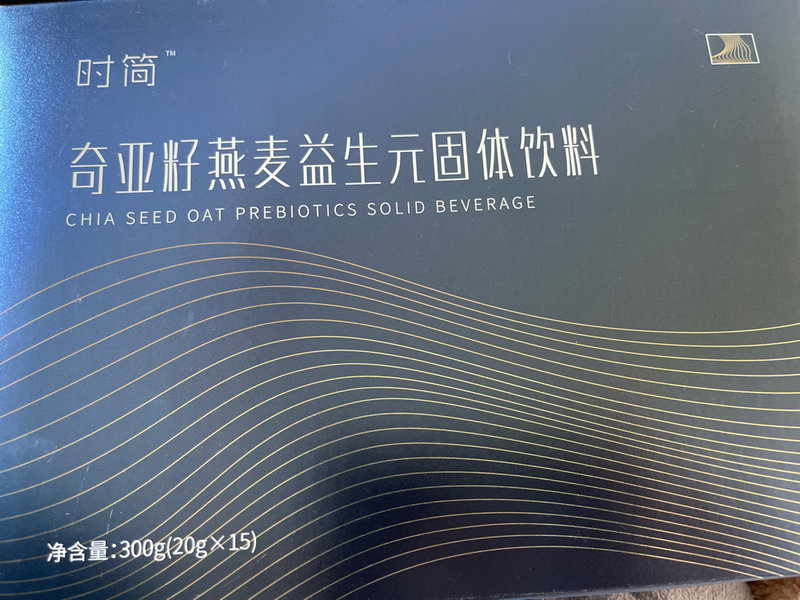 时简™
奇亚籽燕麦益生元固体饮料
CHIA SEED OAT PREBIOTICS SOLID BEVERAGE
净含量:300g(20g×15)